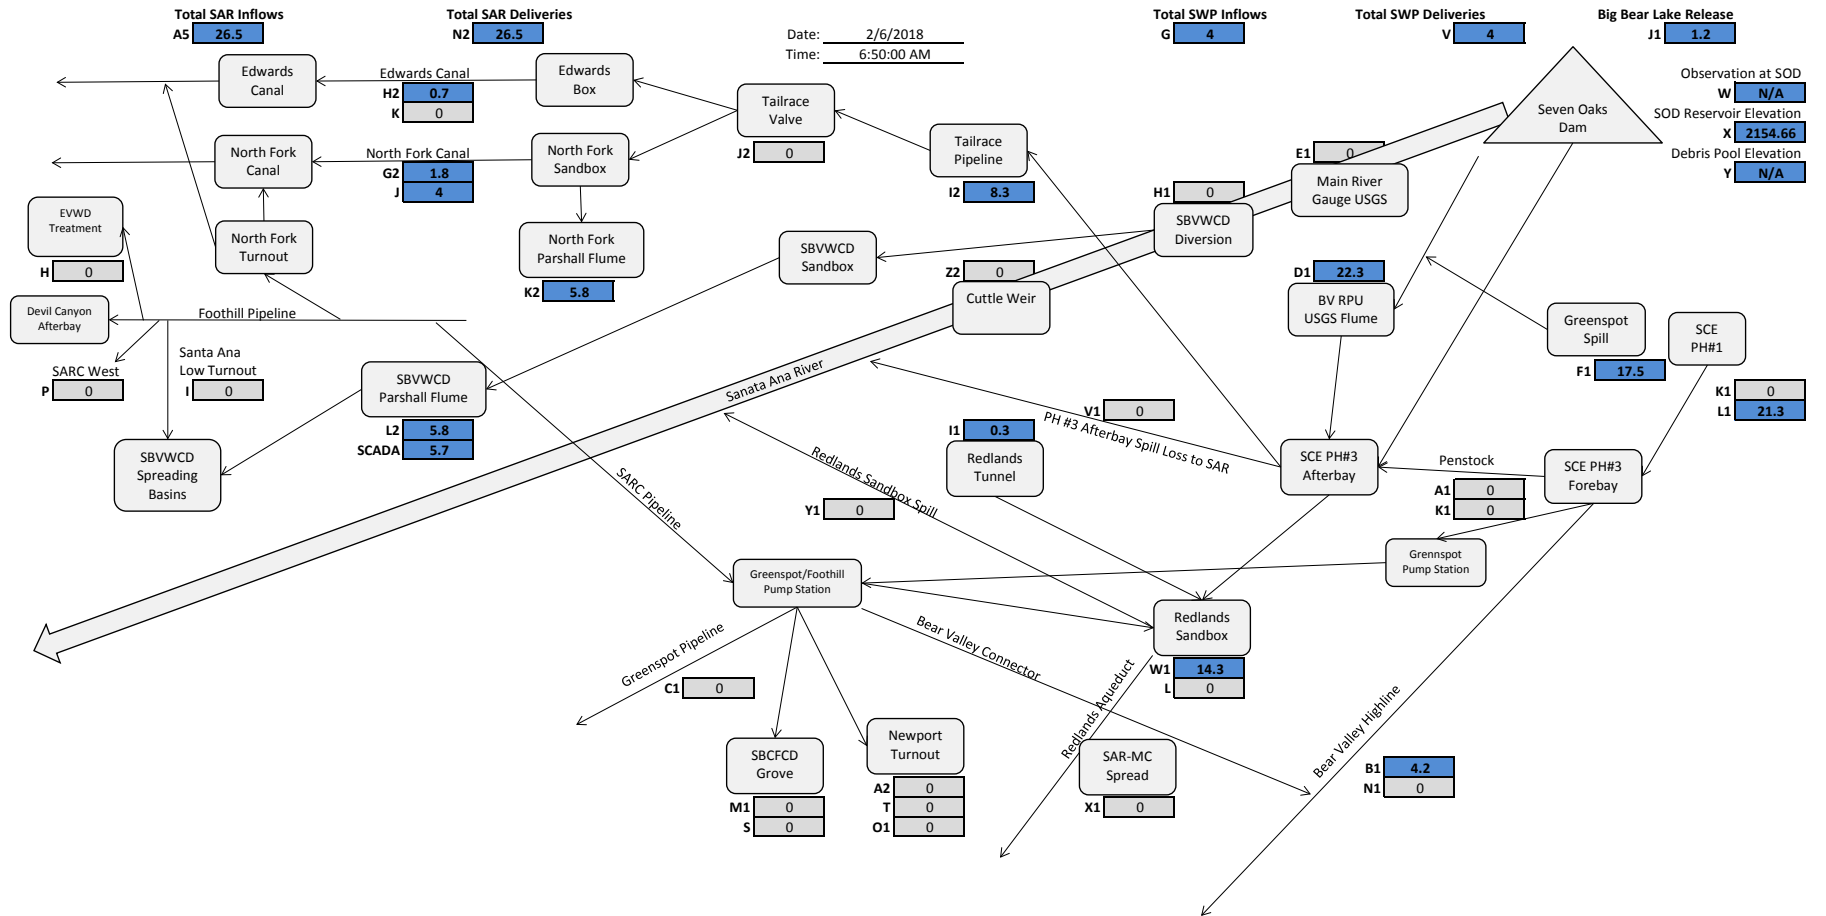 Total SAR Inflows
A5 26.5
Total SAR Deliveries
N2 26.5
Date: 2/6/2018
Time: 6:50:00 AM
Total SWP Inflows
G 4
Total SWP Deliveries
V 4
Big Bear Lake Release
J1 1.2
Observation at SOD
W N/A
SOD Reservoir Elevation
X 2154.66
Debris Pool Elevation
Y N/A
Seven Oaks
Dam
Edwards
Canal
Edwards Canal
H2 0.7
K 0
Edwards
Box
Tailrace
Valve
J2 0
Tailrace
Pipeline
I2 8.3
E1 0
Main River
Gauge USGS
H1 0
SBVWCD
Diversion
North Fork
Canal
North Fork Canal
G2 1.8
J 4
North Fork
Sandbox
EVWD
Treatment
H 0
North Fork
Turnout
North Fork
Parshall Flume
K2 5.8
SBVWCD
Sandbox
Z2 0
Cuttle Weir
D1 22.3
BV RPU
USGS Flume
Greenspot
Spill
F1 17.5
SCE
PH#1
K1 0
L1 21.3
Devil Canyon
Afterbay
Foothill Pipeline
SARC West
P 0
Santa Ana
Low Turnout
I 0
SBVWCD
Parshall Flume
L2 5.8
SCADA 5.7
SBVWCD
Spreading
Basins
Sanata Ana River
SARC Pipeline
Redlands Sandbox Spill
Y1 0
V1 0
PH #3 Afterbay Spill Loss to SAR
I1 0.3
Redlands
Tunnel
SCE PH#3
Afterbay
Penstock
A1 0
K1 0
SCE PH#3
Forebay
Grennspot
Pump Station
Greenspot/Foothill
Pump Station
Redlands
Sandbox
W1 14.3
L 0
Greenspot Pipeline
C1 0
Bear Valley Connector
Redlands Aqueduct
Bear Valley Highline
SBCFCD
Grove
M1 0
S 0
Newport
Turnout
A2 0
T 0
O1 0
SAR-MC
Spread
X1 0
B1 4.2
N1 0